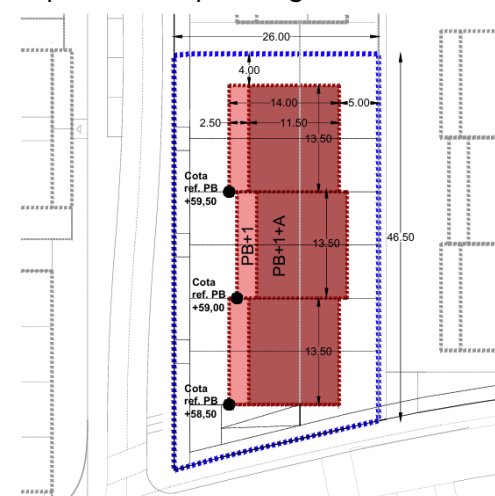 26.00
4.00
14.00
5.00
2.50
11.50
13.50
Cota
ref. PB
+59,50
PB+1
PB+1+A
13.50
46.50
Cota
ref. PB
+59,00
13.50
Cota
ref. PB
+58,50